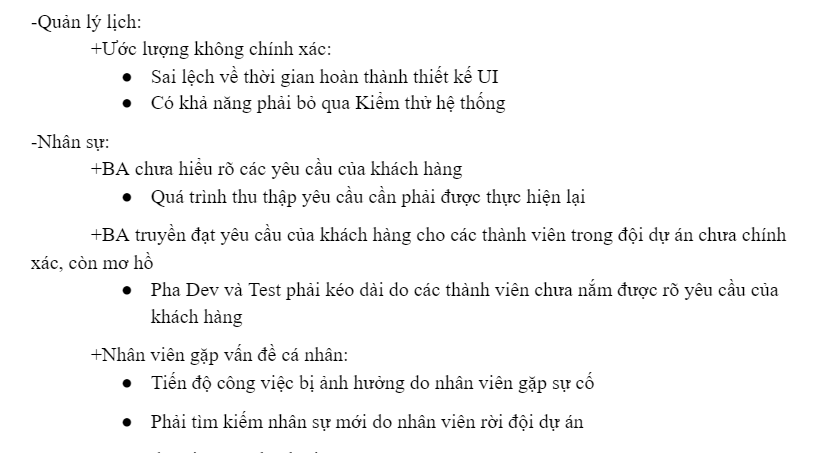 -Quản lý lịch:
+Ước lượng không chính xác:
● Sai lệch về thời gian hoàn thành thiết kế UI
● Có khả năng phải bỏ qua Kiểm thử hệ thống
-Nhân sự:
+BA chưa hiểu rõ các yêu cầu của khách hàng
● Quá trình thu thập yêu cầu cần phải được thực hiện lại
+BA truyền đạt yêu cầu của khách hàng cho các thành viên trong đội dự án chưa chính
xác, còn mơ hồ
● Pha Dev và Test phải kéo dài do các thành viên chưa nắm được rõ yêu cầu của
khách hàng
+Nhân viên gặp vấn đề cá nhân:
● Tiến độ công việc bị ảnh hưởng do nhân viên gặp sự cố
● Phải tìm kiếm nhân sự mới do nhân viên rời đội dự án